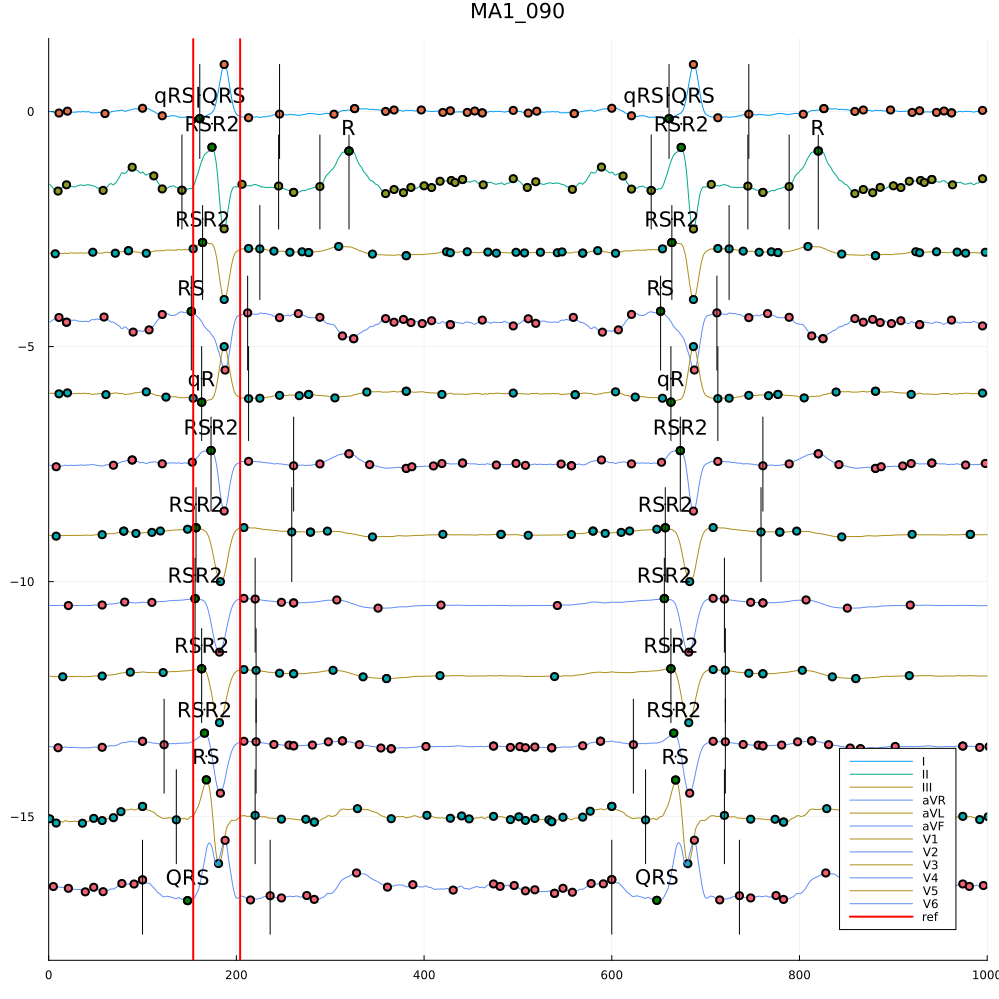 MA1_090
qRS QRS qRS QRS
0
RSR2 R RSR2 R
RSR2 RSR2
RS RS
−5
qR qR
RSR2 RSR2
RSR2 RSR2
−10
RSR2 RSR2
RSR2 RSR2
RSR2 RSR2
RS RS
I
II
III
aVR
aVL
aVF
V1
V2
V3
V4
V5
V6
ref
−15
QRS QRS
0 200 400 600 800 1000